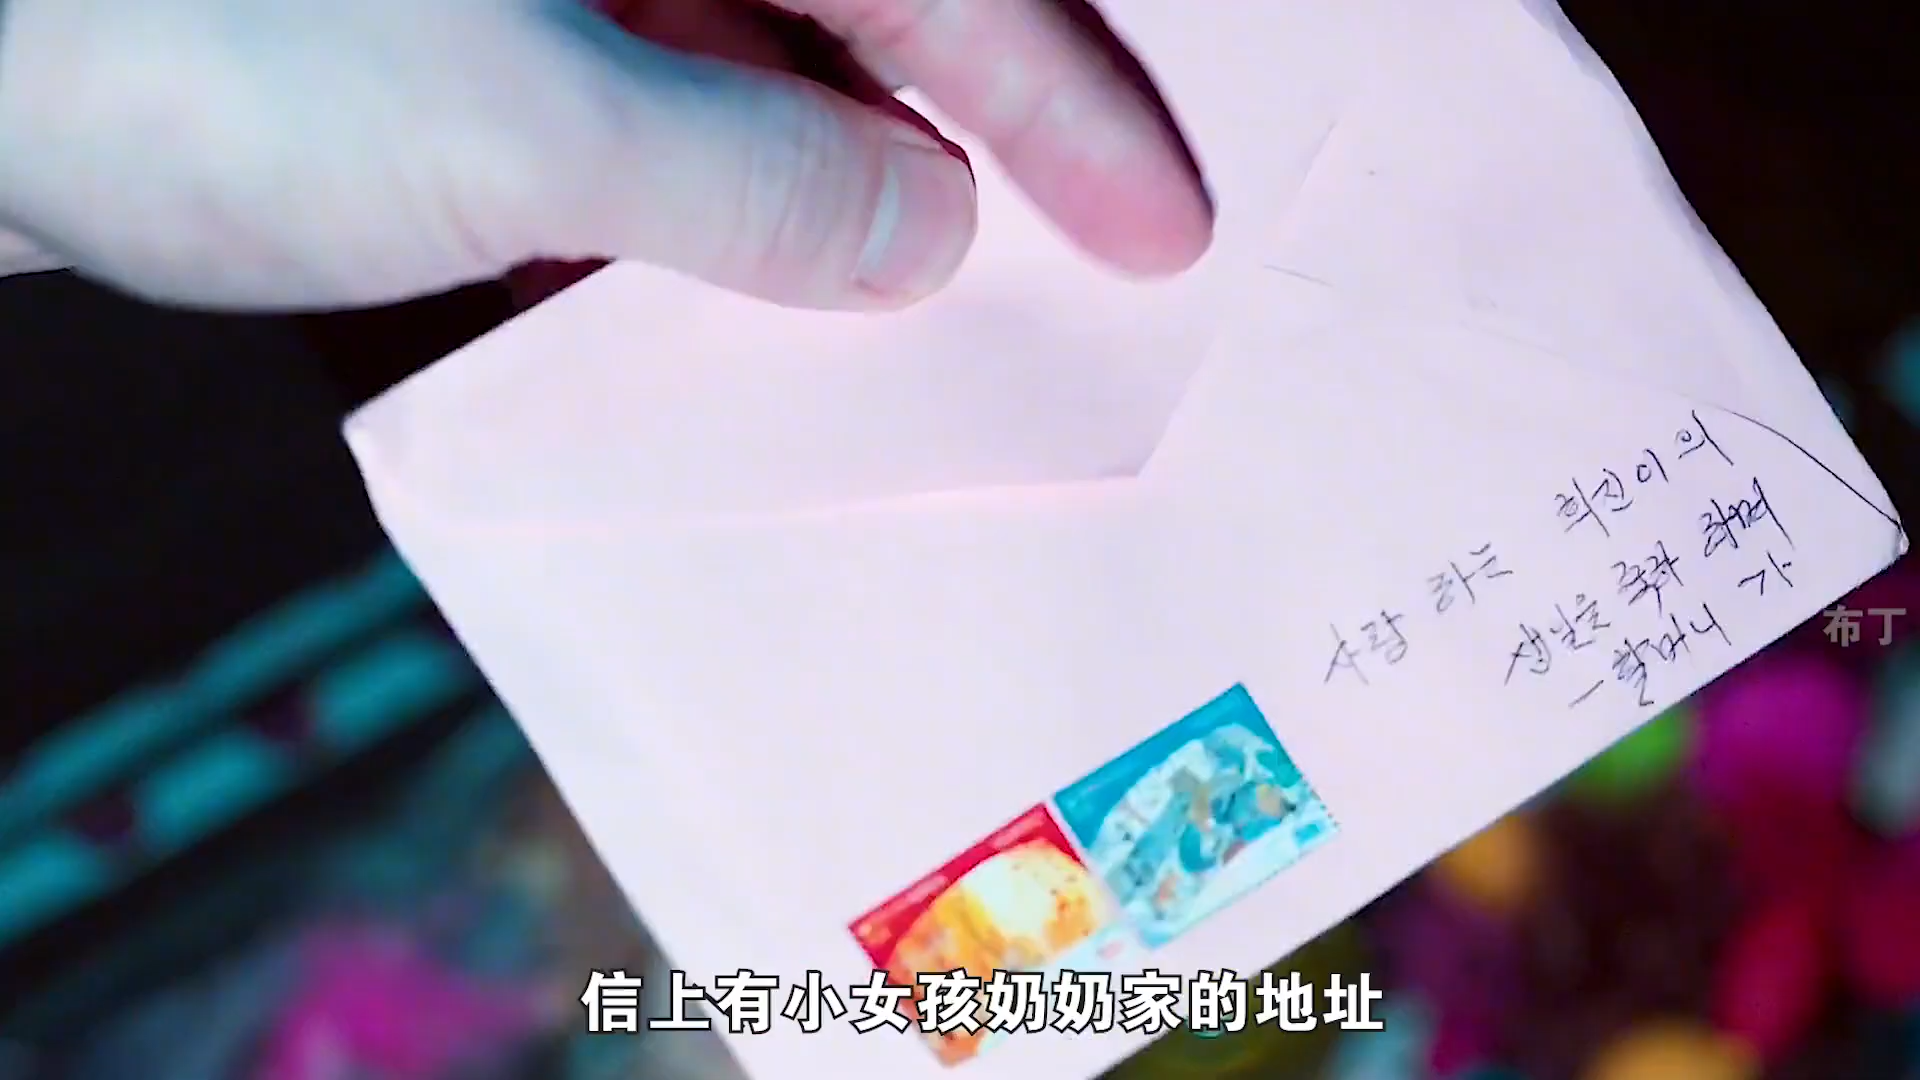 사랑하는 희진이의
생일을 축하하며
- 할머니가
布丁
信上有小女孩奶奶家的地址